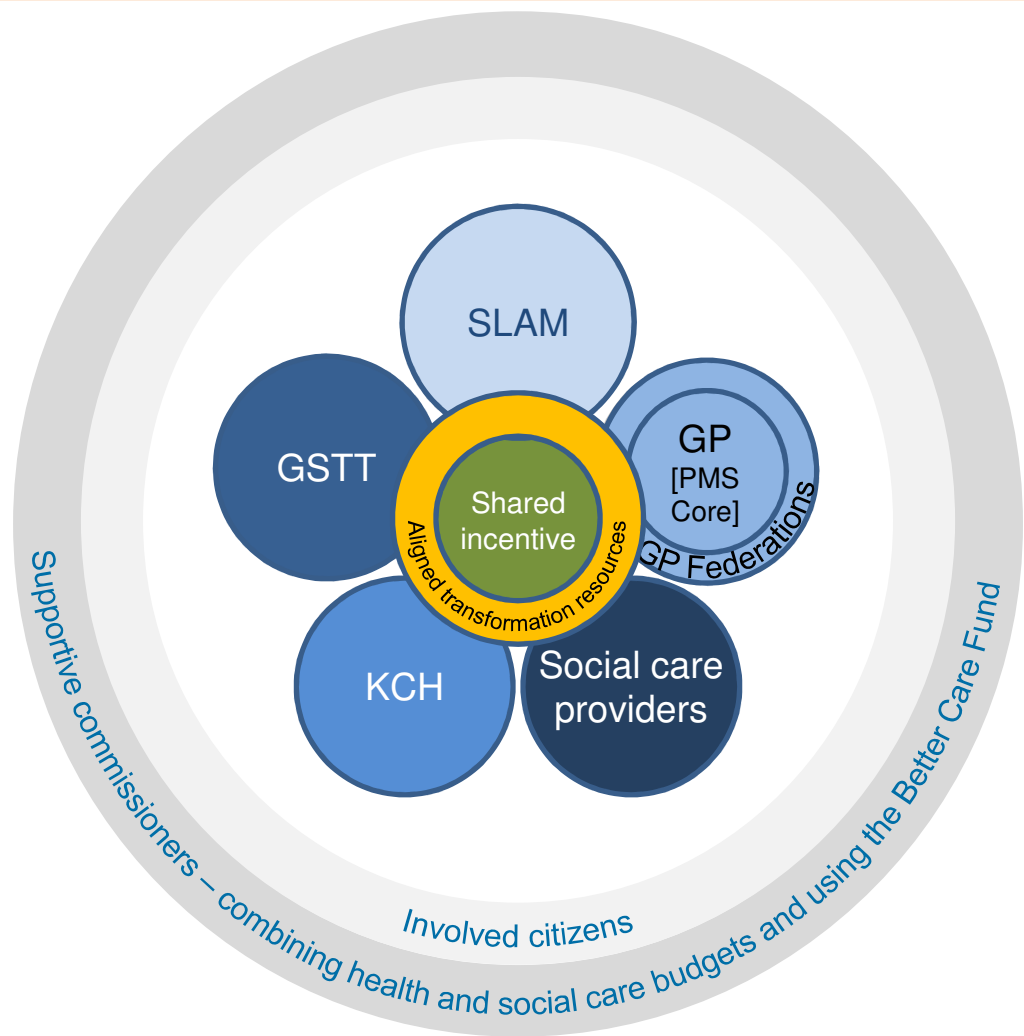 SLAM
GSTT
GP
[PMS
Core]
GP Federations
Shared
incentive
Aligned transformation resources
KCH
Social care
providers
Involved citizens
Supportive commissioners – combining health and social care budgets and using the Better Care Fund